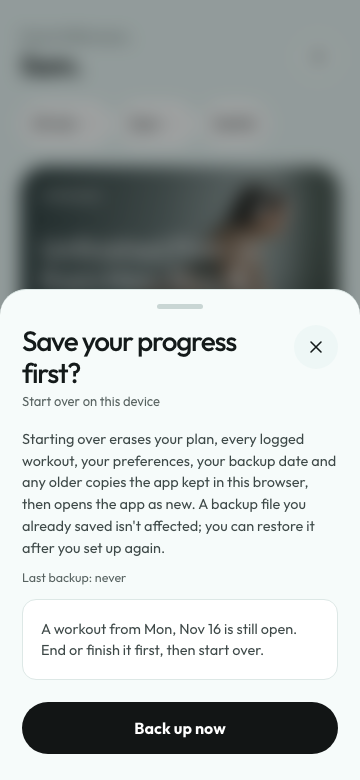 Save your progress
first?
Start over on this device
Starting over erases your plan, every logged
workout, your preferences, your backup date and
any older copies the app kept in this browser,
then opens the app as new. A backup file you
already saved isn't affected; you can restore it
after you set up again.
Last backup: never
A workout from Mon, Nov 16 is still open.
End or finish it first, then start over.
Back up now